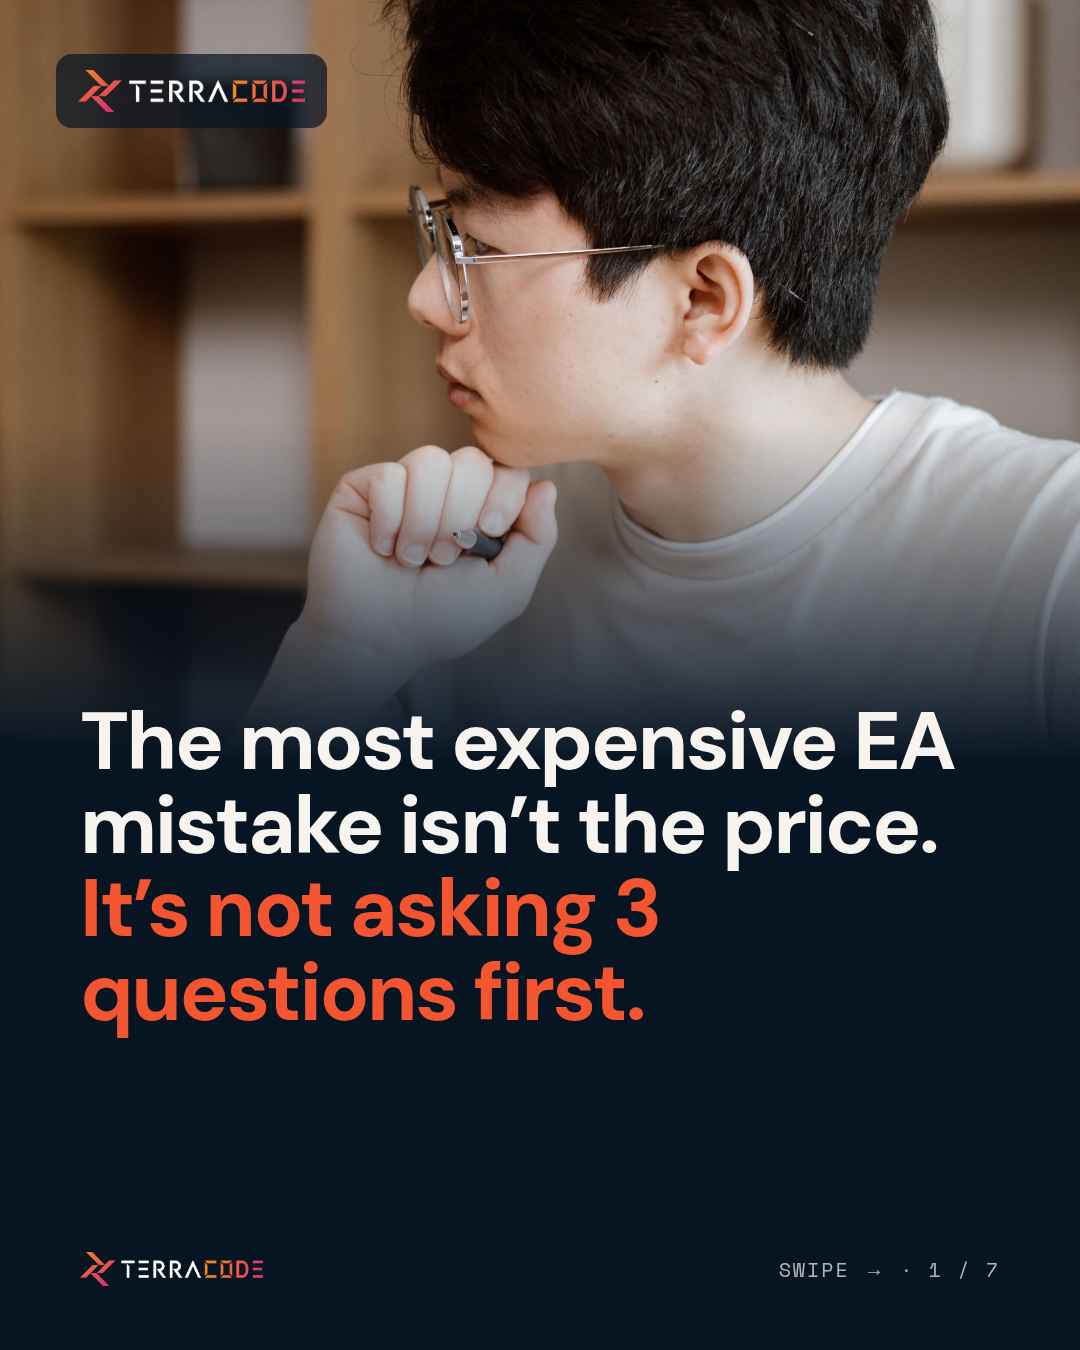 TERRACODE
The most expensive EA
mistake isn’t the price.
It’s not asking 3
questions first.
TERRACODE
SWIPE → · 1 / 7